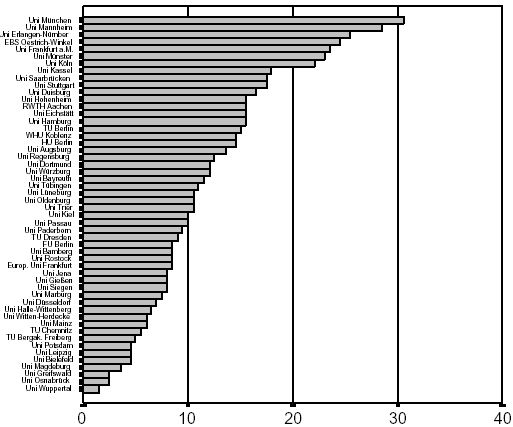 Uni München
Uni Mannheim
Uni Erlangen-Nürnber
EBS Oestrich-Winkel
Uni Frankfurt a.M.
Uni Münster
Uni Köln
Uni Kassel
Uni Saarbrücken
Uni Stuttgart
Uni Duisburg
Uni Hohenheim
RWTH Aachen
Uni Eichstätt
Uni Hamburg
TU Berlin
WHU Koblenz
HU Berlin
Uni Augsburg
Uni Regensburg
Uni Dortmund
Uni Würzburg
Uni Bayreuth
Uni Tübingen
Uni Lüneburg
Uni Oldenburg
Uni Trier
Uni Kiel
Uni Passau
Uni Paderborn
TU Dresden
FU Berlin
Uni Bamberg
Uni Rostock
Europ. Uni Frankfurt
Uni Jena
Uni Gießen
Uni Siegen
Uni Marburg
Uni Düsseldorf
Uni Halle-Wittenberg
Uni Witten-Herdecke
Uni Mainz
TU Chemnitz
TU Bergak. Freiberg
Uni Potsdam
Uni Leipzig
Uni Bielefeld
Uni Magdeburg
Uni Greifswald
Uni Osnabrück
Uni Wuppertal
0 10 20 30 40